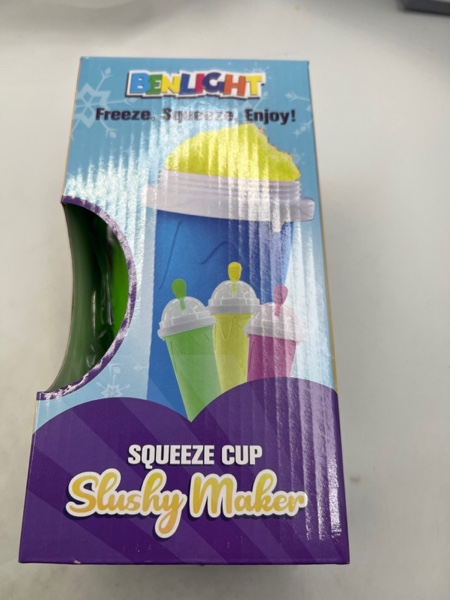 BENLIGHT
Freeze, Squeeze, Enjoy!
SQUEEZE CUP
Slushy Maker